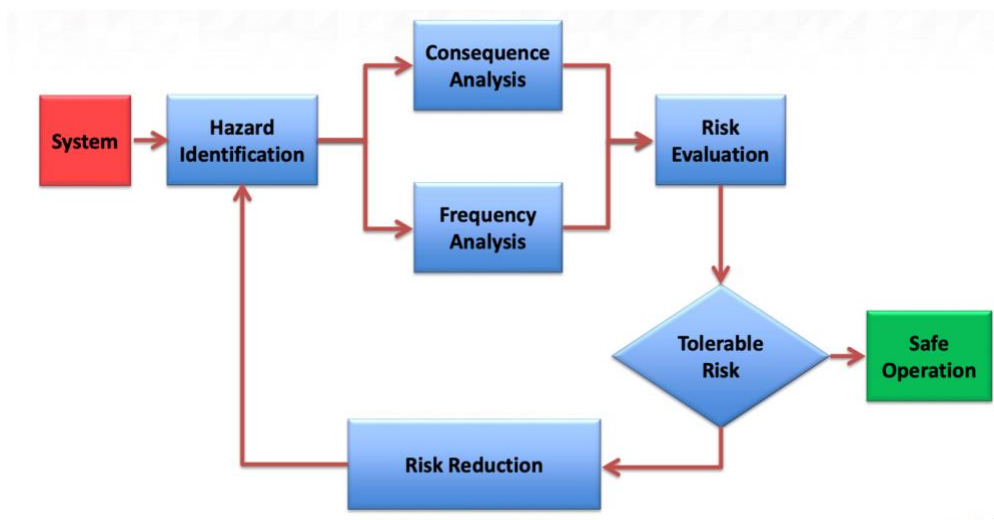 System
Hazard
Identification
Consequence
Analysis
Frequency
Analysis
Risk
Evaluation
Tolerable
Risk
Safe
Operation
Risk Reduction